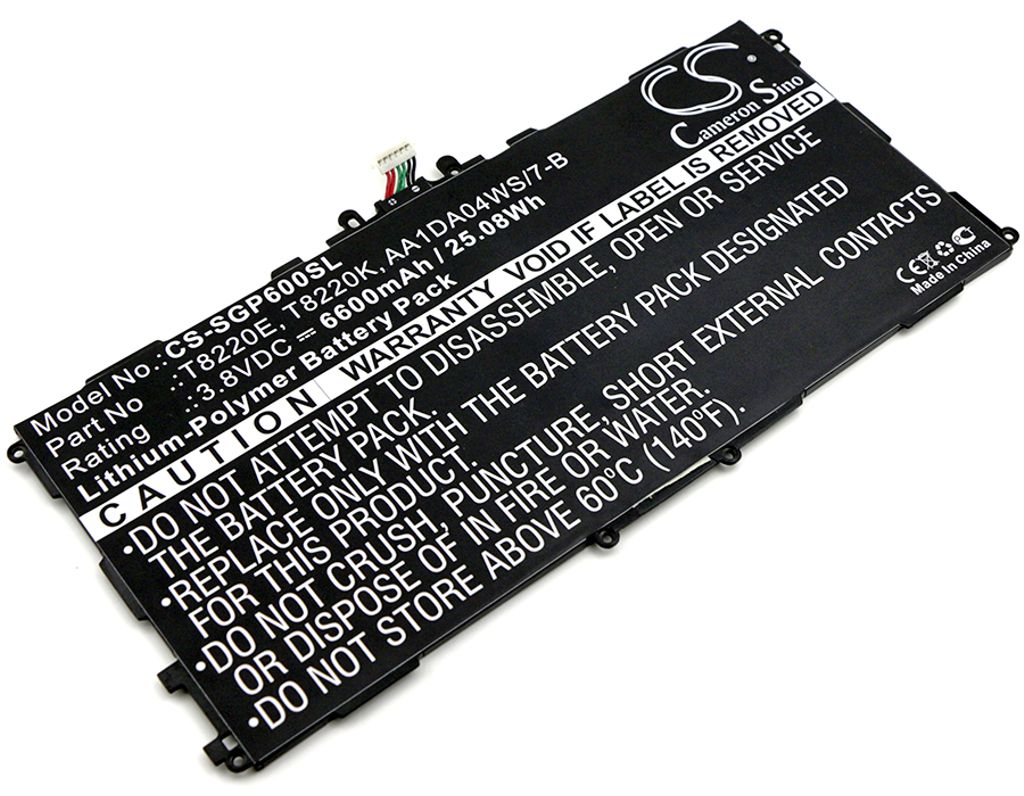 CS
Cameron Sino
Model No.:CS-SGP600SL
Part No :T8220E, T8220K, AA1DA04WS/7-B
Rating :3.8VDC ⎓ 6600mAh / 25.08Wh
Lithium-Polymer Battery Pack
CAUTION WARRANTY VOID IF LABEL IS REMOVED
•DO NOT ATTEMPT TO DISASSEMBLE, OPEN OR SERVICE
THE BATTERY PACK.
•REPLACE ONLY WITH EXACTLY SAME BATTERY DESIGNATED
FOR THIS PRODUCT.
•DO NOT CRUSH, PUNCTURE, SHORT EXTERNAL CONTACTS
OR DISPOSE OF IN FIRE OR WATER.
•DO NOT STORE ABOVE 60°C (140°F).
CE PC
Made in China